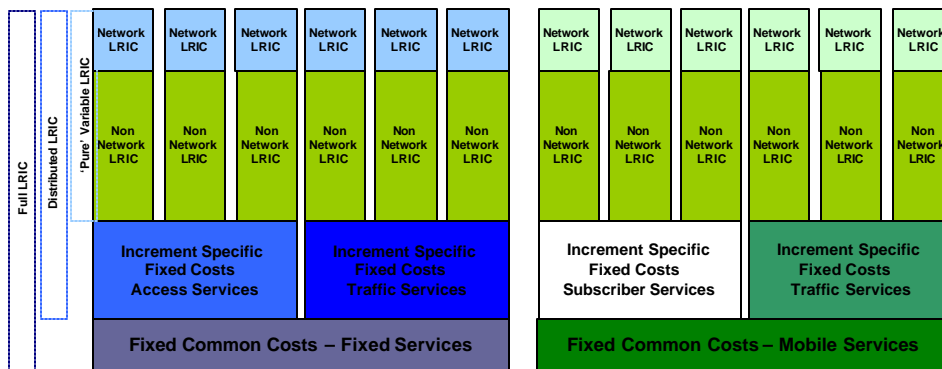 Full LRIC
Distributed LRIC
'Pure' Variable LRIC
Network
LRIC
Network
LRIC
Network
LRIC
Network
LRIC
Network
LRIC
Network
LRIC
Network
LRIC
Network
LRIC
Network
LRIC
Network
LRIC
Network
LRIC
Network
LRIC
Non
Network
LRIC
Non
Network
LRIC
Non
Network
LRIC
Non
Network
LRIC
Non
Network
LRIC
Non
Network
LRIC
Non
Network
LRIC
Non
Network
LRIC
Non
Network
LRIC
Non
Network
LRIC
Non
Network
LRIC
Non
Network
LRIC
Increment Specific
Fixed Costs
Access Services
Increment Specific
Fixed Costs
Traffic Services
Increment Specific
Fixed Costs
Subscriber Services
Increment Specific
Fixed Costs
Traffic Services
Fixed Common Costs – Fixed Services
Fixed Common Costs – Mobile Services